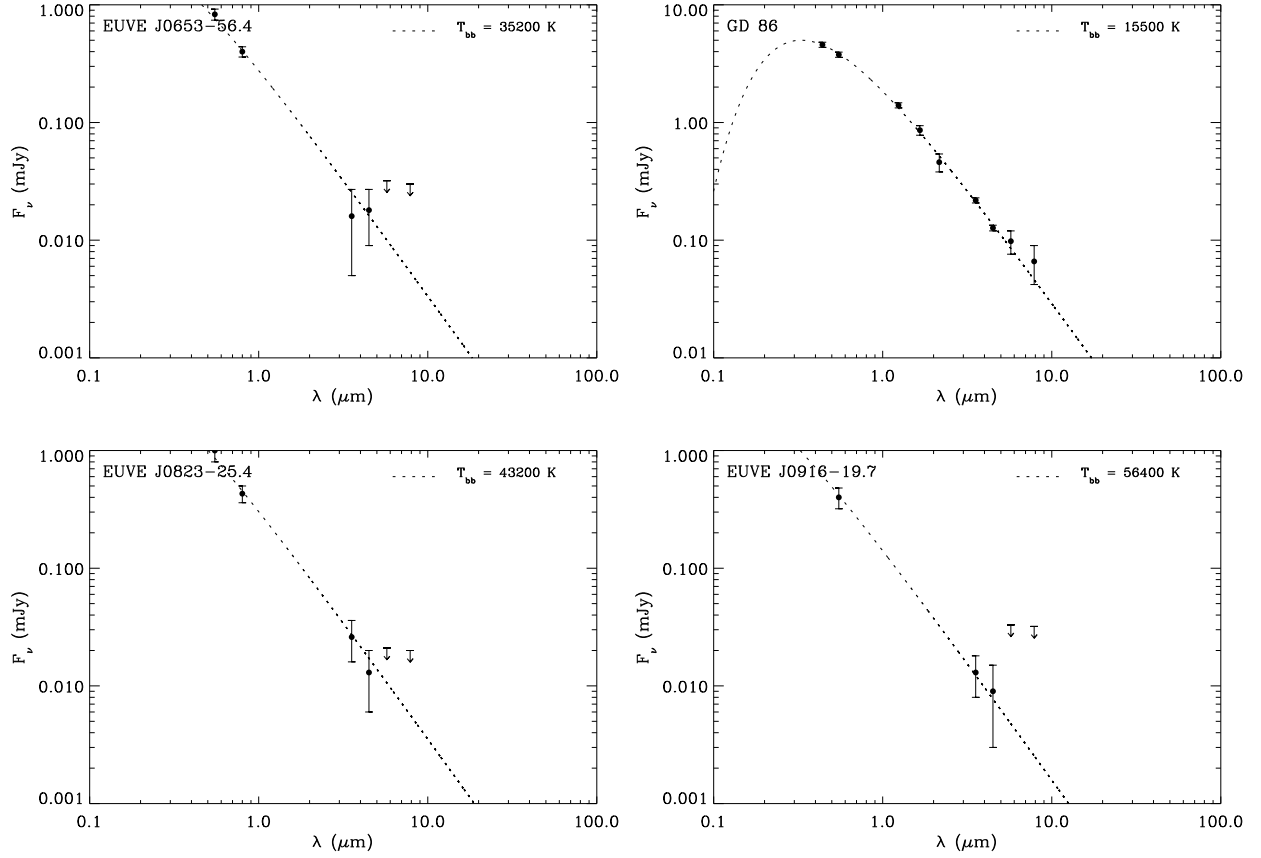 EUVE J0653−56.4
T_bb = 35200 K
1.000
0.100
0.010
0.001
F_ν (mJy)
0.1 1.0 10.0 100.0
λ (μm)
GD 86
T_bb = 15500 K
10.00
1.00
0.10
0.01
F_ν (mJy)
0.1 1.0 10.0 100.0
λ (μm)
EUVE J0823−25.4
T_bb = 43200 K
1.000
0.100
0.010
0.001
F_ν (mJy)
0.1 1.0 10.0 100.0
λ (μm)
EUVE J0916−19.7
T_bb = 56400 K
1.000
0.100
0.010
0.001
F_ν (mJy)
0.1 1.0 10.0 100.0
λ (μm)